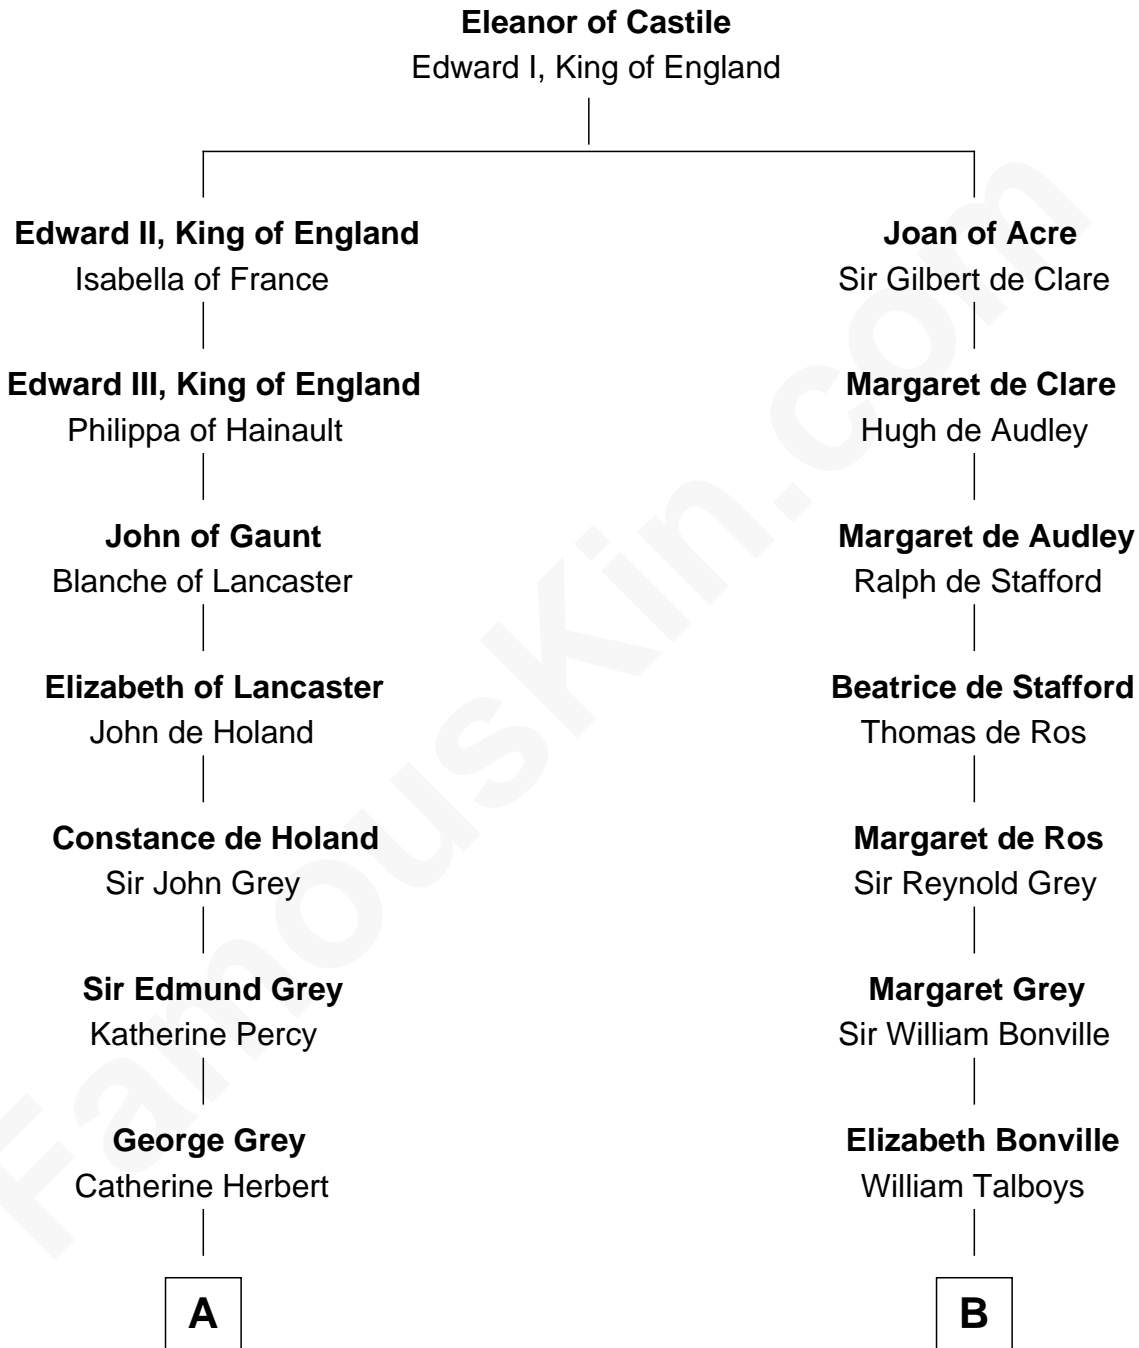 Eleanor of Castile
Edward I, King of England
Edward II, King of England
Isabella of France
Joan of Acre
Sir Gilbert de Clare
Edward III, King of England
Philippa of Hainault
Margaret de Clare
Hugh de Audley
John of Gaunt
Blanche of Lancaster
Margaret de Audley
Ralph de Stafford
Elizabeth of Lancaster
John de Holand
Beatrice de Stafford
Thomas de Ros
Constance de Holand
Sir John Grey
Margaret de Ros
Sir Reynold Grey
Sir Edmund Grey
Katherine Percy
Margaret Grey
Sir William Bonville
George Grey
Catherine Herbert
Elizabeth Bonville
William Talboys
A
B
FamousKin.com